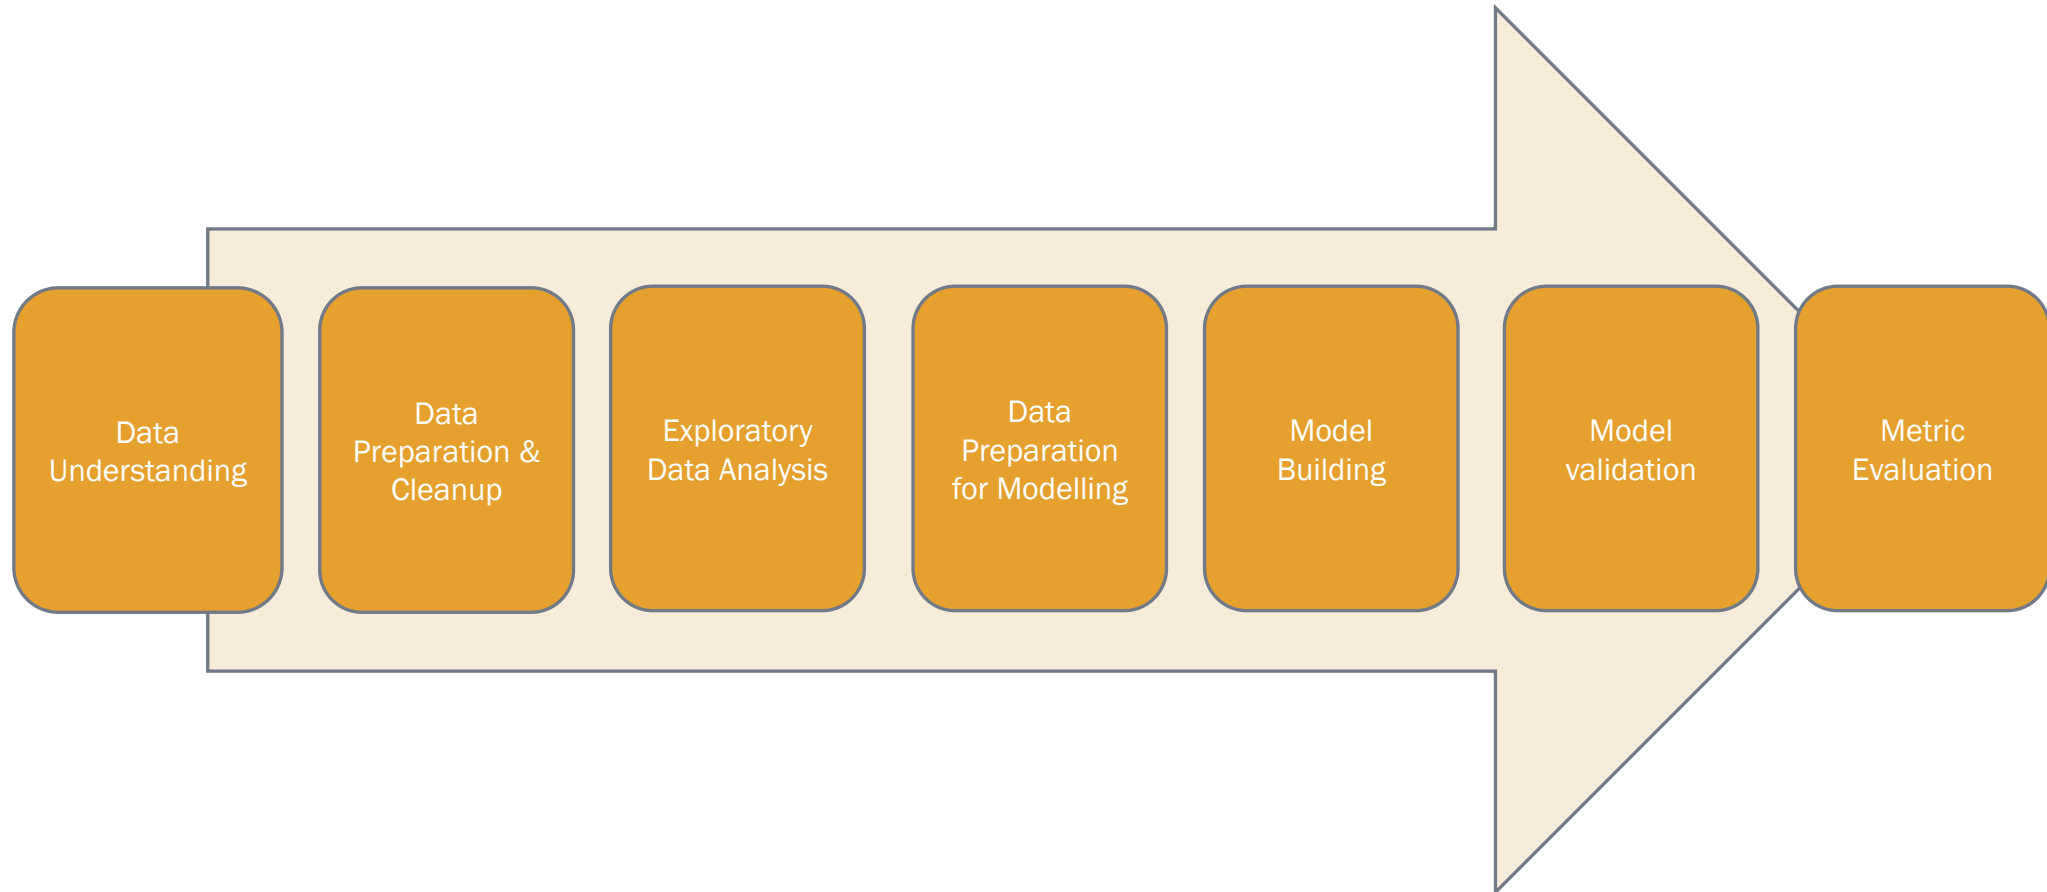 Data
Understanding
Data
Preparation &
Cleanup
Exploratory
Data Analysis
Data
Preparation
for Modelling
Model
Building
Model
validation
Metric
Evaluation